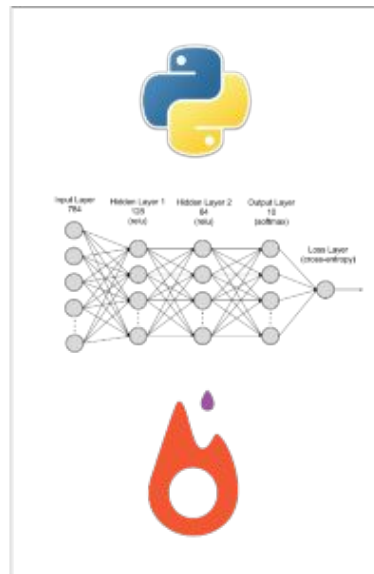 Input Layer
784
Hidden Layer 1
128
(relu)
Hidden Layer 2
64
(relu)
Output Layer
10
(softmax)
Loss Layer
(cross-entropy)